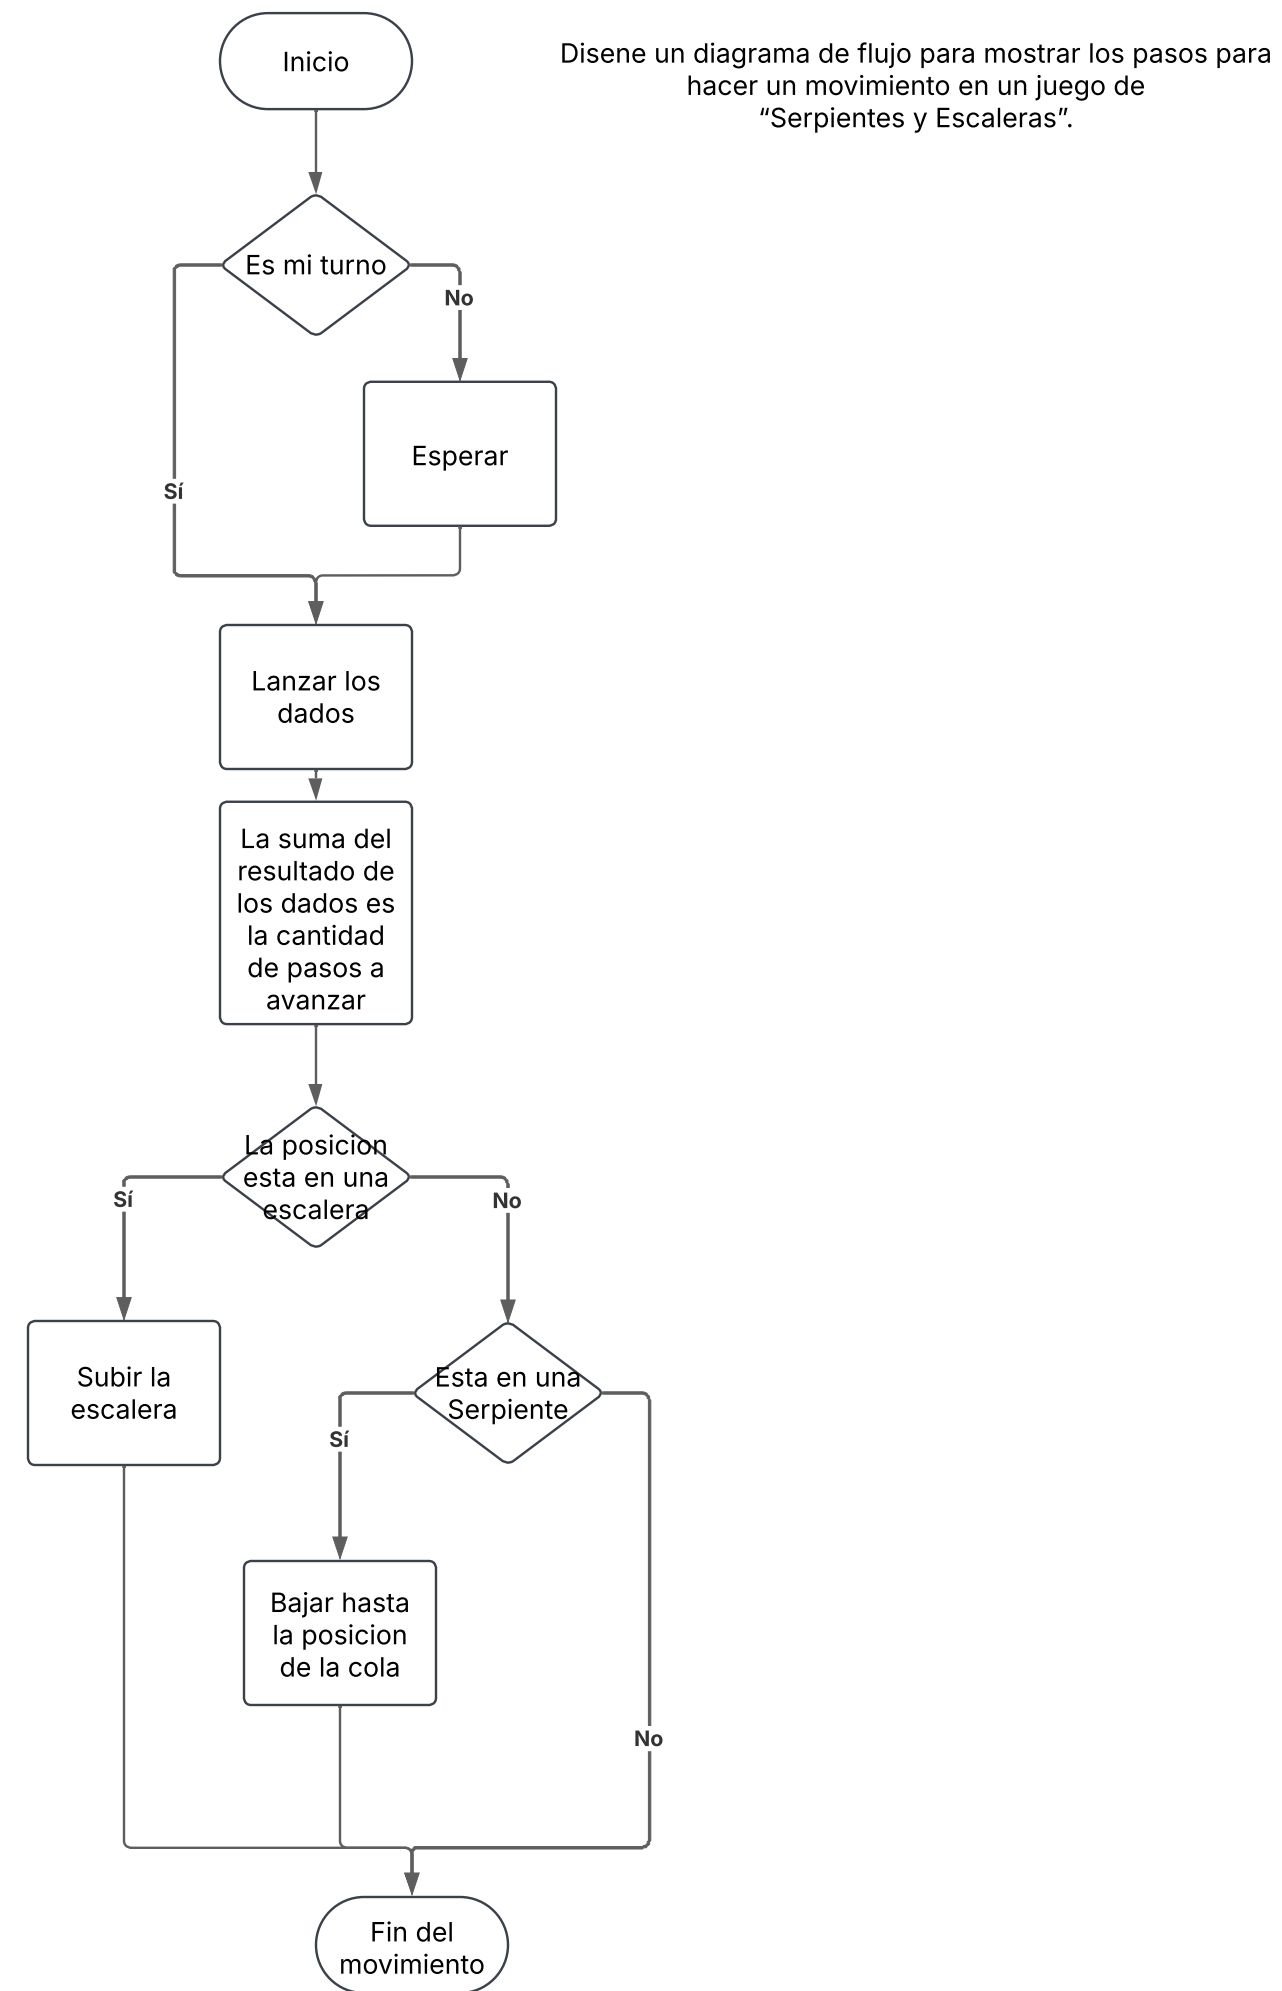 Inicio
Disene un diagrama de flujo para mostrar los pasos para
hacer un movimiento en un juego de
“Serpientes y Escaleras”.
Es mi turno
No
Esperar
Sí
Lanzar los
dados
La suma del
resultado de
los dados es
la cantidad
de pasos a
avanzar
La posicion
esta en una
escalera
Sí
No
Subir la
escalera
Esta en una
Serpiente
Sí
Bajar hasta
la posicion
de la cola
No
Fin del
movimiento